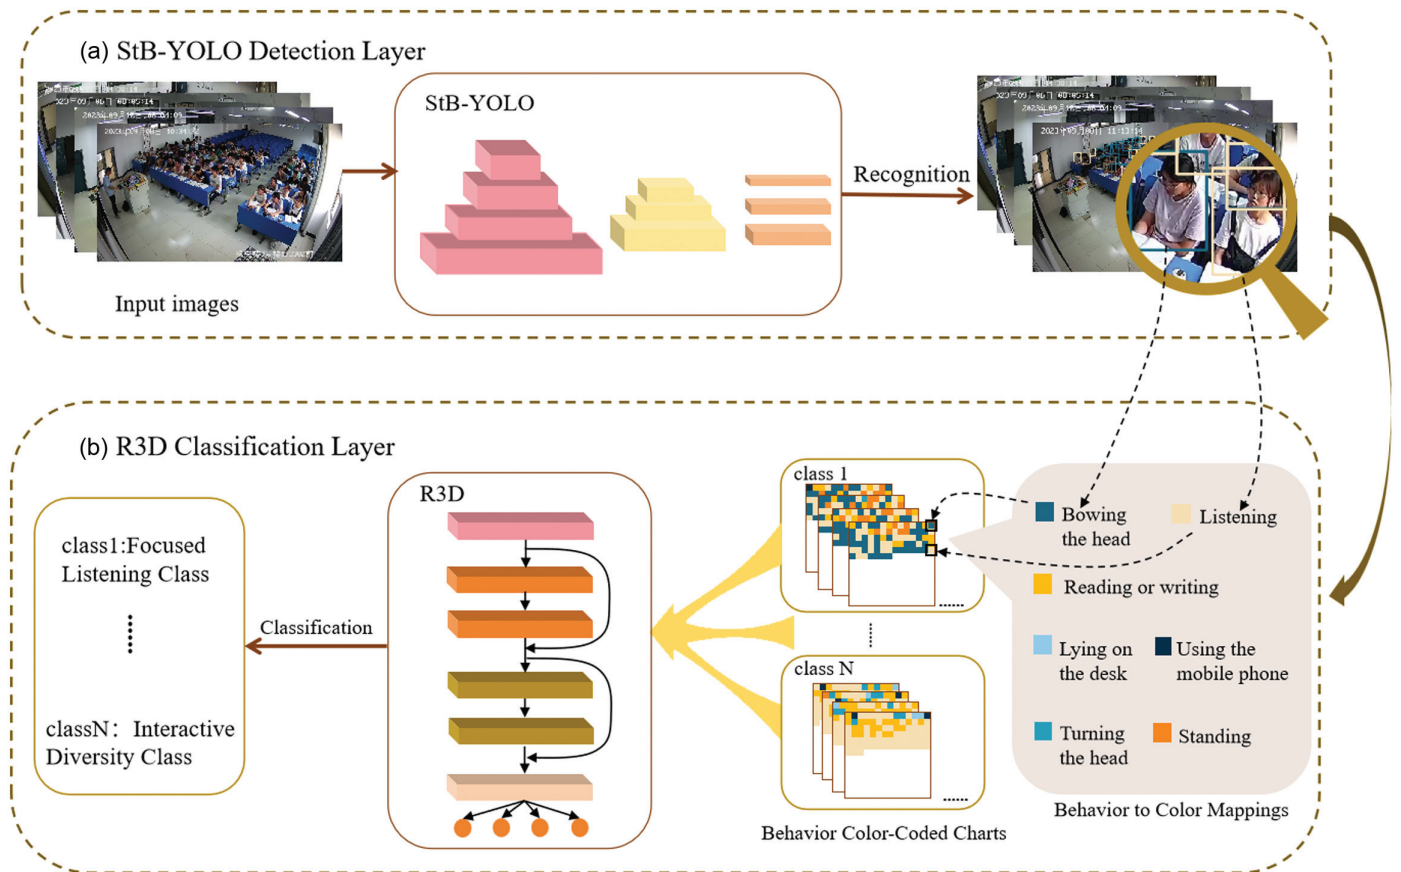 (a) StB-YOLO Detection Layer
StB-YOLO
Recognition
Input images
(b) R3D Classification Layer
R3D
class 1
class1:Focused
Listening Class
Classification
classN: Interactive
Diversity Class
class N
Behavior Color-Coded Charts
Bowing
the head
Listening
Reading or writing
Lying on
the desk
Using the
mobile phone
Turning
the head
Standing
Behavior to Color Mappings